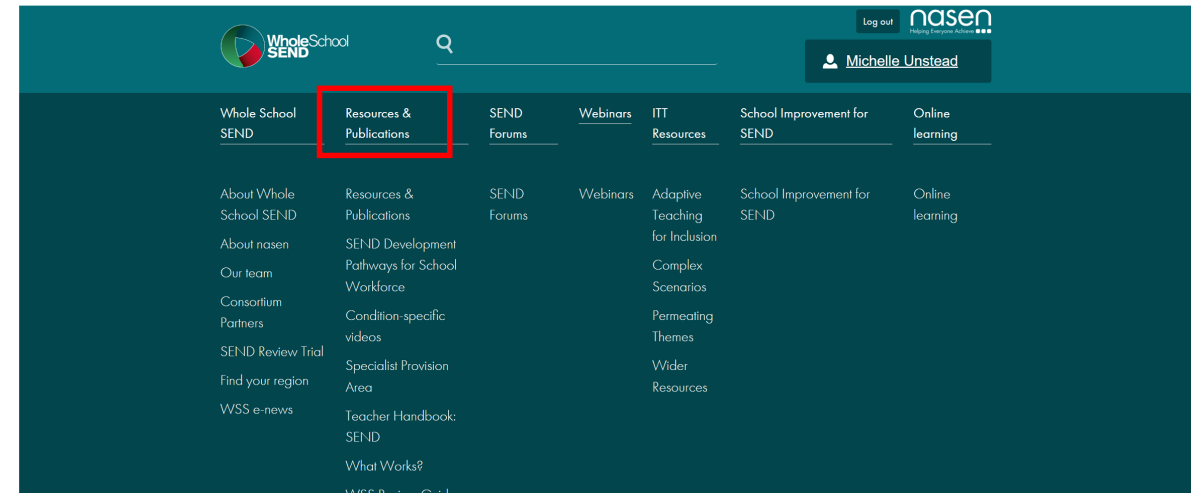 WholeSchool
SEND
Log out
nasen
Helping Everyone Achieve
Michelle Unstead
Whole School
SEND
Resources &
Publications
SEND
Forums
Webinars
ITT
Resources
School Improvement for
SEND
Online
learning
About Whole
School SEND
About nasen
Our team
Consortium
Partners
SEND Review Trial
Find your region
WSS e-news
Resources &
Publications
SEND Development
Pathways for School
Workforce
Condition-specific
videos
Specialist Provision
Area
Teacher Handbook:
SEND
What Works?
SEND
Forums
Webinars
Adaptive
Teaching
for Inclusion
Complex
Scenarios
Permeating
Themes
Wider
Resources
School Improvement for
SEND
Online
learning